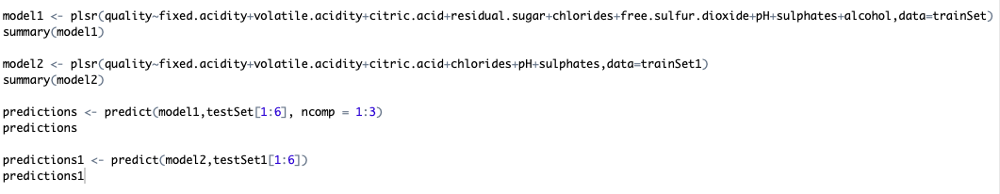 model1 <- plsr(quality~fixed.acidity+volatile.acidity+citric.acid+residual.sugar+chlorides+free.sulfur.dioxide+pH+sulphates+alcohol,data=trainSet)
summary(model1)
model2 <- plsr(quality~fixed.acidity+volatile.acidity+citric.acid+chlorides+pH+sulphates,data=trainSet1)
summary(model2)
predictions <- predict(model1,testSet[1:6], ncomp = 1:3)
predictions
predictions1 <- predict(model2,testSet1[1:6])
predictions1